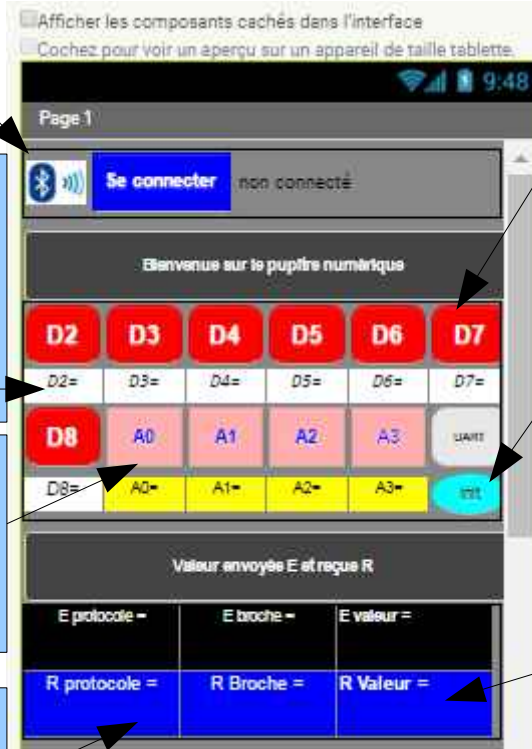 Afficher les composants cachés dans l'interface
Cochez pour voir un aperçu sur un appareil de taille tablette.
9:48
Page 1
Se connecter non connecté
Bienvenue sur le pupitre numérique
D2 D3 D4 D5 D6 D7
D2= D3= D4= D5= D6= D7=
D8 A0 A1 A2 A3 UART
D8= A0= A1= A2= A3= Init
Valeur envoyée E et reçue R
E protocole = E broche = E valeur =
R protocole = R Broche = R Valeur =